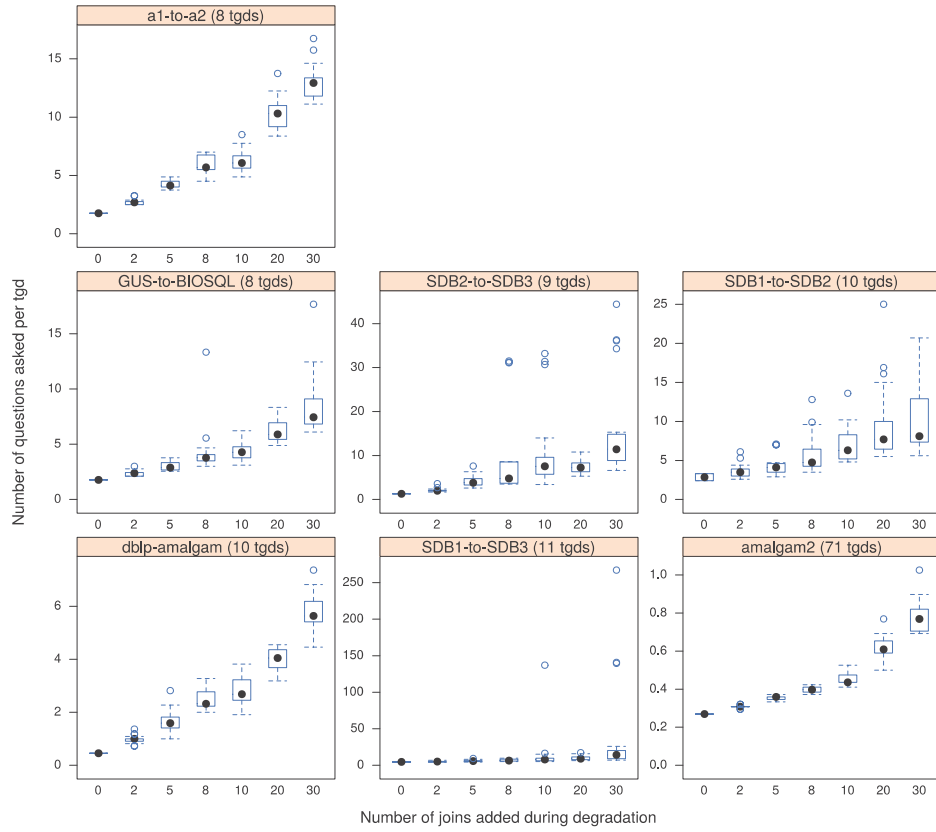 a1-to-a2 (8 tgds)
15
10
5
0
0 2 5 8 10 20 30
Number of questions asked per tgd
GUS-to-BIOSQL (8 tgds)
15
10
5
0
0 2 5 8 10 20 30
SDB2-to-SDB3 (9 tgds)
40
30
20
10
0
0 2 5 8 10 20 30
SDB1-to-SDB2 (10 tgds)
25
20
15
10
5
0
0 2 5 8 10 20 30
dblp-amalgam (10 tgds)
6
4
2
0
0 2 5 8 10 20 30
SDB1-to-SDB3 (11 tgds)
250
200
150
100
50
0
0 2 5 8 10 20 30
amalgam2 (71 tgds)
1.0
0.8
0.6
0.4
0.2
0.0
0 2 5 8 10 20 30
Number of joins added during degradation